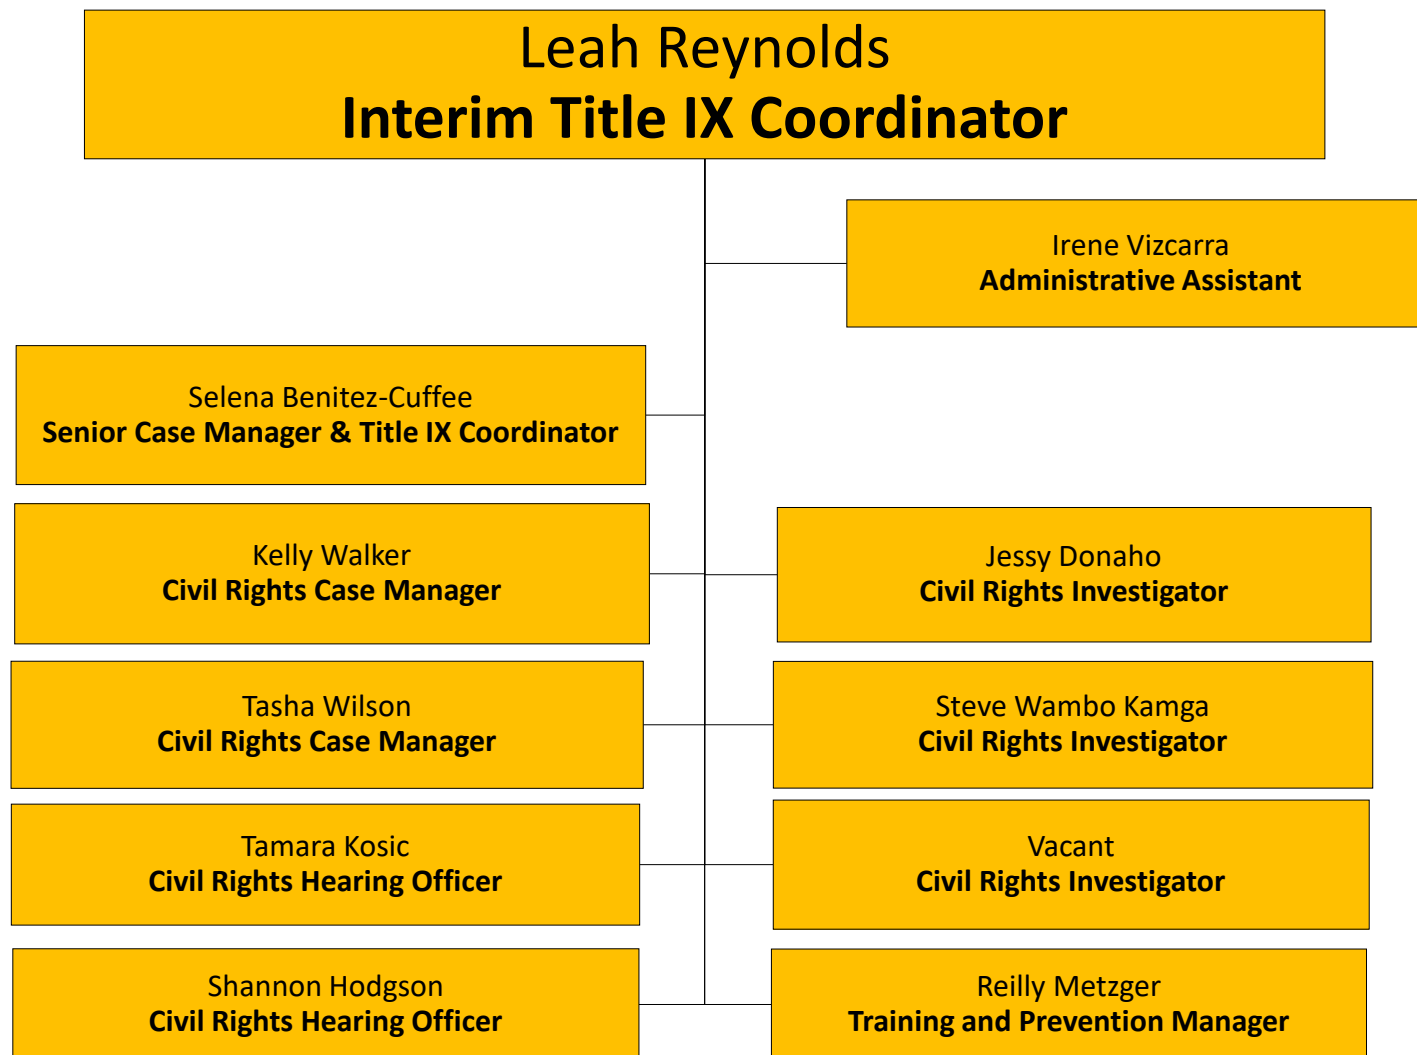 Leah Reynolds
Interim Title IX Coordinator
Irene Vizcarra
Administrative Assistant
Selena Benitez-Cuffee
Senior Case Manager & Title IX Coordinator
Kelly Walker
Civil Rights Case Manager
Jessy Donaho
Civil Rights Investigator
Tasha Wilson
Civil Rights Case Manager
Steve Wambo Kamga
Civil Rights Investigator
Tamara Kosic
Civil Rights Hearing Officer
Vacant
Civil Rights Investigator
Shannon Hodgson
Civil Rights Hearing Officer
Reilly Metzger
Training and Prevention Manager